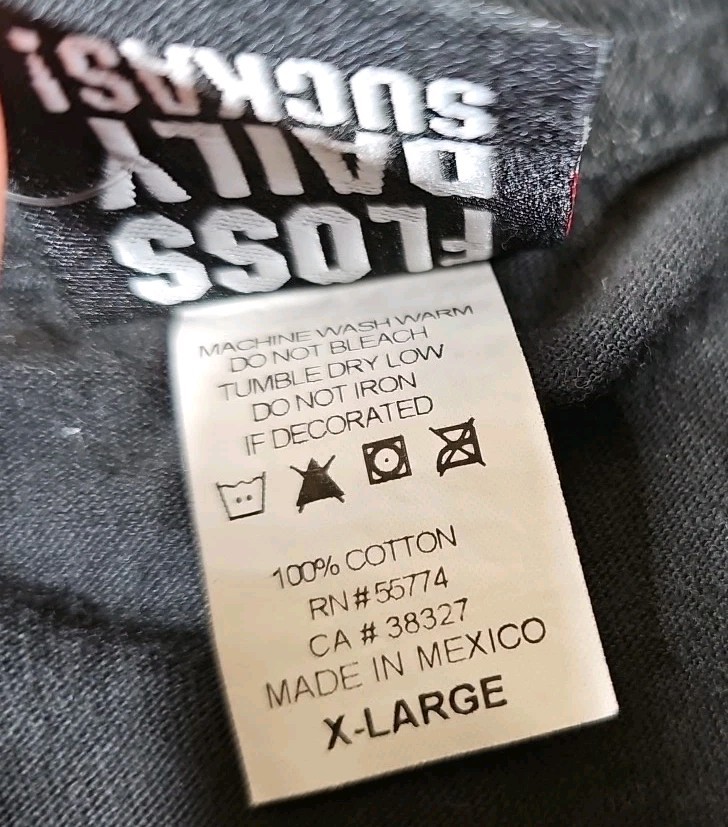 FLOSS
DAILY
SUCKAS!
MACHINE WASH WARM
DO NOT BLEACH
TUMBLE DRY LOW
DO NOT IRON
IF DECORATED
100% COTTON
RN # 55774
CA # 38327
MADE IN MEXICO
X-LARGE